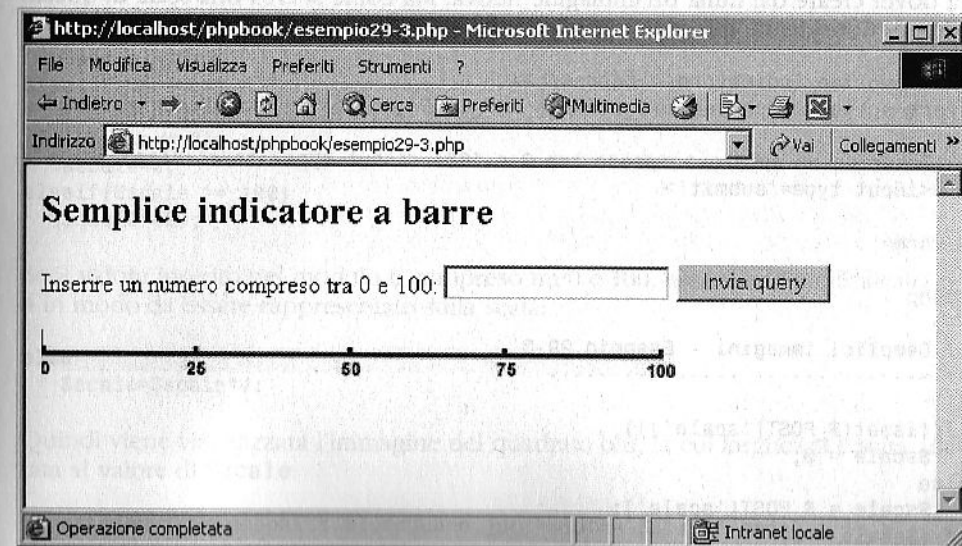 http://localhost/phpbook/esempio29-3.php - Microsoft Internet Explorer
File Modifica Visualizza Preferiti Strumenti ?
Indietro Cerca Preferiti Multimedia
Indirizzo http://localhost/phpbook/esempio29-3.php Vai Collegamenti »
Semplice indicatore a barre
Inserire un numero compreso tra 0 e 100: Invia query
0 25 50 75 100
Operazione completata Intranet locale